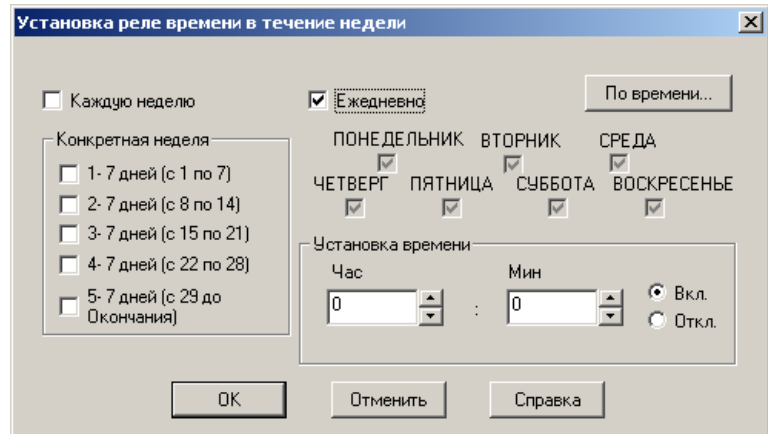 Установка реле времени в течение недели
Каждую неделю
Ежедневно
По времени...
Конкретная неделя
1- 7 дней (с 1 по 7)
2- 7 дней (с 8 по 14)
3- 7 дней (с 15 по 21)
4- 7 дней (с 22 по 28)
5- 7 дней (с 29 до
Окончания)
ПОНЕДЕЛЬНИК ВТОРНИК СРЕДА
ЧЕТВЕРГ ПЯТНИЦА СУББОТА ВОСКРЕСЕНЬЕ
Установка времени
Час Мин
0 : 0
Вкл.
Откл.
OK Отменить Справка